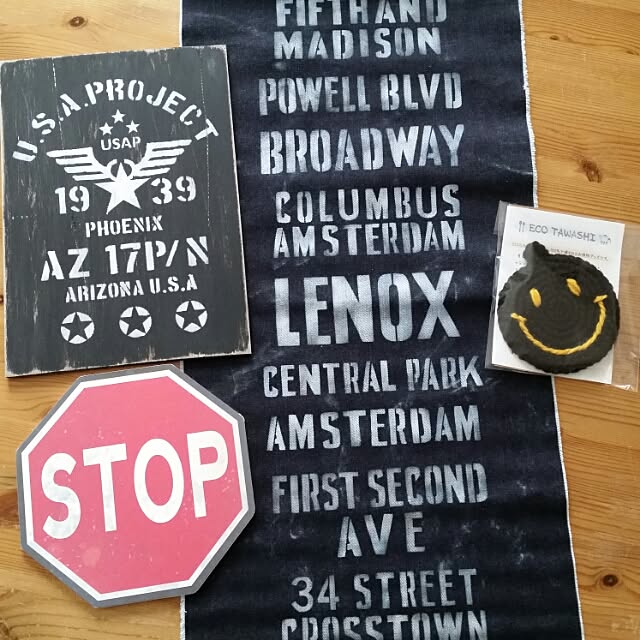 U.S.A.PROJECT
USAP
19 39
PHOENIX
AZ 17P/N
ARIZONA U.S.A
STOP
FIFTH AND
MADISON
POWELL BLVD
BROADWAY
COLUMBUS
AMSTERDAM
LENOX
CENTRAL PARK
AMSTERDAM
FIRST SECOND
AVE
34 STREET
CROSSTOWN
ECO TAWASHI